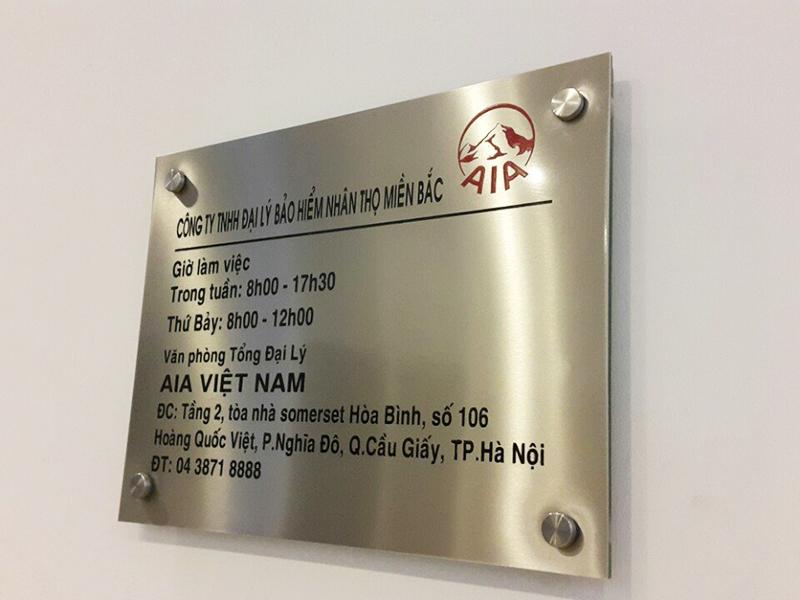 AIA
CÔNG TY TNHH ĐẠI LÝ BẢO HIỂM NHÂN THỌ MIỀN BẮC
Giờ làm việc
Trong tuần: 8h00 - 17h30
Thứ Bảy: 8h00 - 12h00
Văn phòng Tổng Đại Lý
AIA VIỆT NAM
ĐC: Tầng 2, tòa nhà somerset Hòa Bình, số 106
Hoàng Quốc Việt, P.Nghĩa Đô, Q.Cầu Giấy, TP.Hà Nội
ĐT: 04 3871 8888